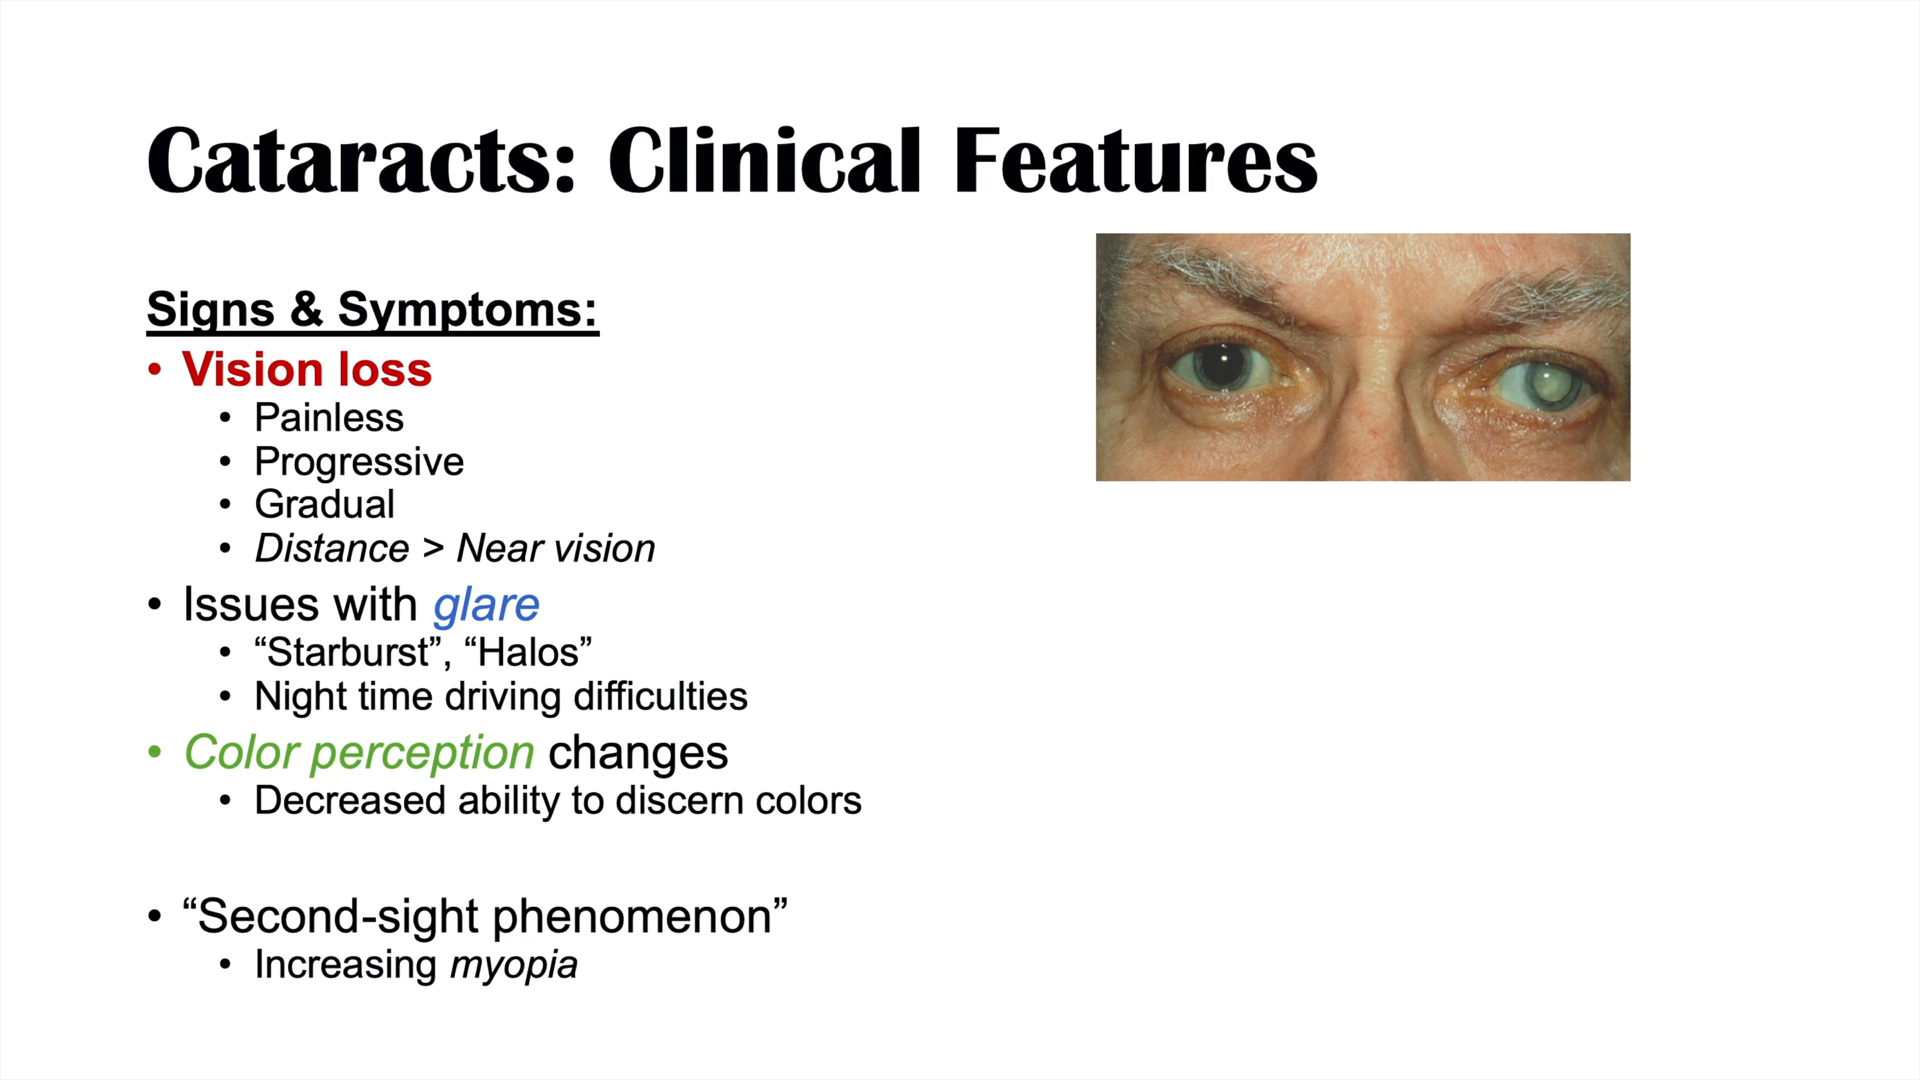 Cataracts: Clinical Features
Signs & Symptoms:
• Vision loss
• Painless
• Progressive
• Gradual
• Distance > Near vision
• Issues with glare
• “Starburst”, “Halos”
• Night time driving difficulties
• Color perception changes
• Decreased ability to discern colors
• “Second-sight phenomenon”
• Increasing myopia